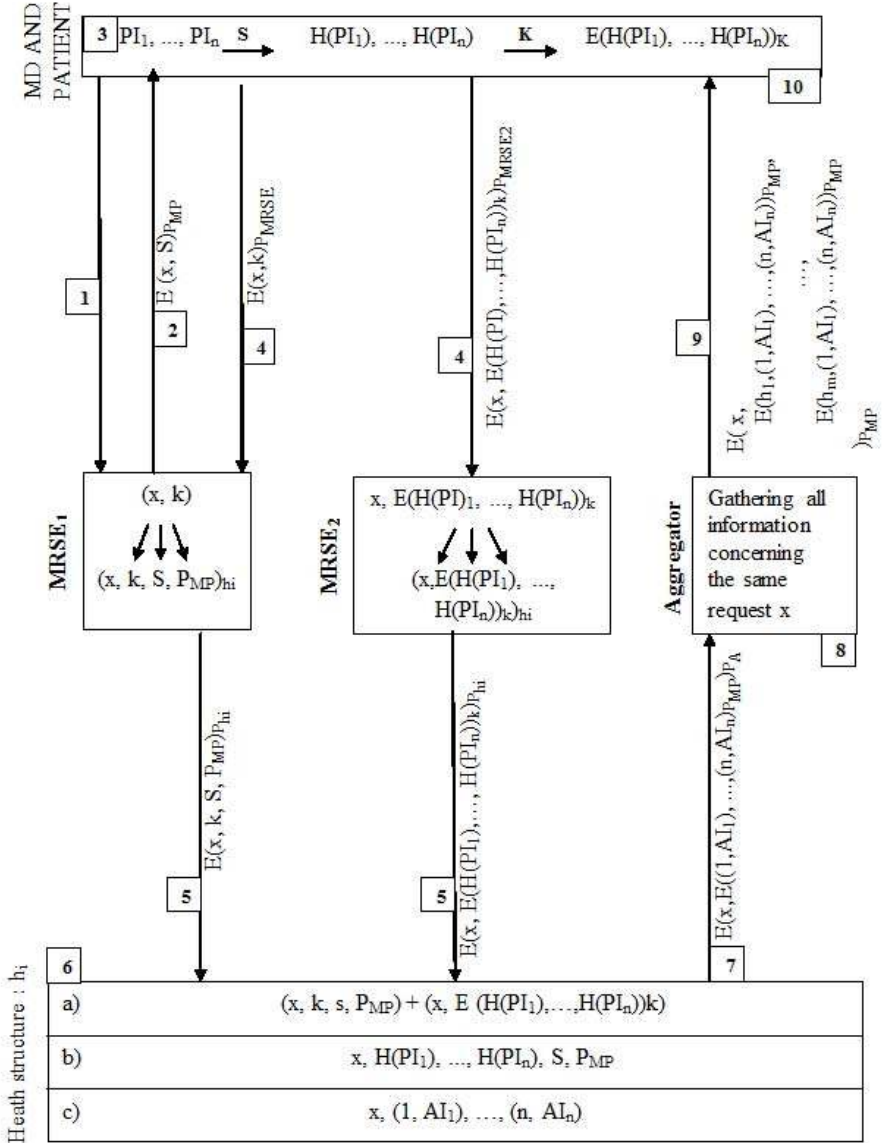 MD AND
PATIENT
3
PI1, ..., PIn S H(PI1), ..., H(PIn) K E(H(PI1), ..., H(PIn))K
10
1
E (x, S)PMP
2
E(x,k)PMRSE
4
E(x, E(H(PI),...,H(PIn))k)PMRSE2
4
9
E( x,
E(h1,(1,AI1), ...,(n,AIn))PMP,
...,
E(hm,(1,AI1), ...,(n,AIn))PMP
)PMP
MRSE1
(x, k)
(x, k, S, PMP)hi
MRSE2
x, E(H(PI)1, ..., H(PIn))k
(x,E(H(PI1), ...,
H(PIn))k)hi
Aggregator
Gathering all
information
concerning
the same
request x
8
E(x, k, S, PMP)Phi
5
E(x, E(H(PI1),..., H(PIn))k)Phi
5
E(x,E((1,AI1), ...,(n,AIn)PMP)PA
7
Heath structure : hi
6
a) (x, k, s, PMP) + (x, E (H(PI1),...,H(PIn))k)
b) x, H(PI1), ..., H(PIn), S, PMP
c) x, (1, AI1), ..., (n, AIn)